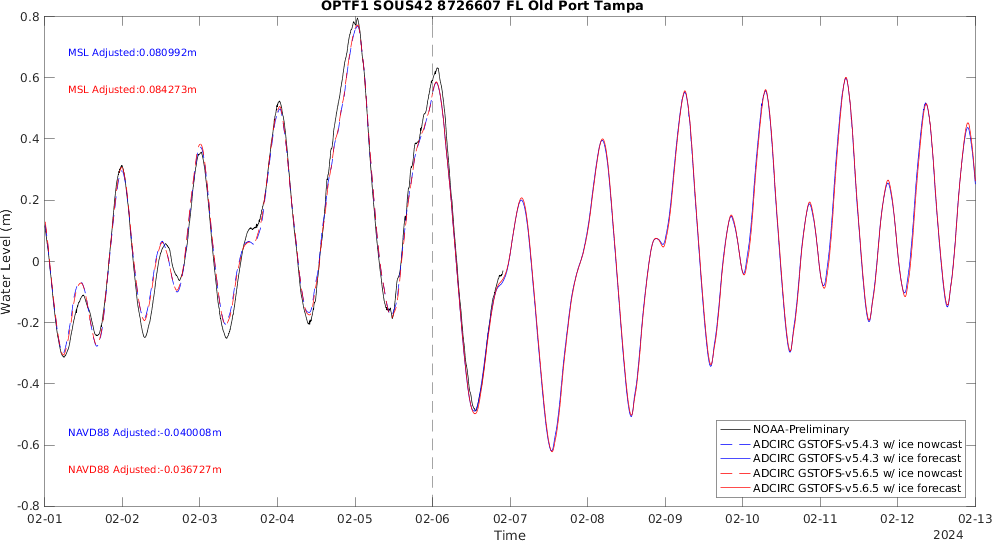 OPTF1 SOUS42 8726607 FL Old Port Tampa
0.8
MSL Adjusted:0.080992m
0.6
MSL Adjusted:0.084273m
0.4
0.2
0
Water Level (m)
-0.2
-0.4
NAVD88 Adjusted:-0.040008m
-0.6
NAVD88 Adjusted:-0.036727m
-0.8
NOAA-Preliminary
ADCIRC GSTOFS-v5.4.3 w/ ice nowcast
ADCIRC GSTOFS-v5.4.3 w/ ice forecast
ADCIRC GSTOFS-v5.6.5 w/ ice nowcast
ADCIRC GSTOFS-v5.6.5 w/ ice forecast
02-01 02-02 02-03 02-04 02-05 02-06 02-07 02-08 02-09 02-10 02-11 02-12 02-13
Time
2024